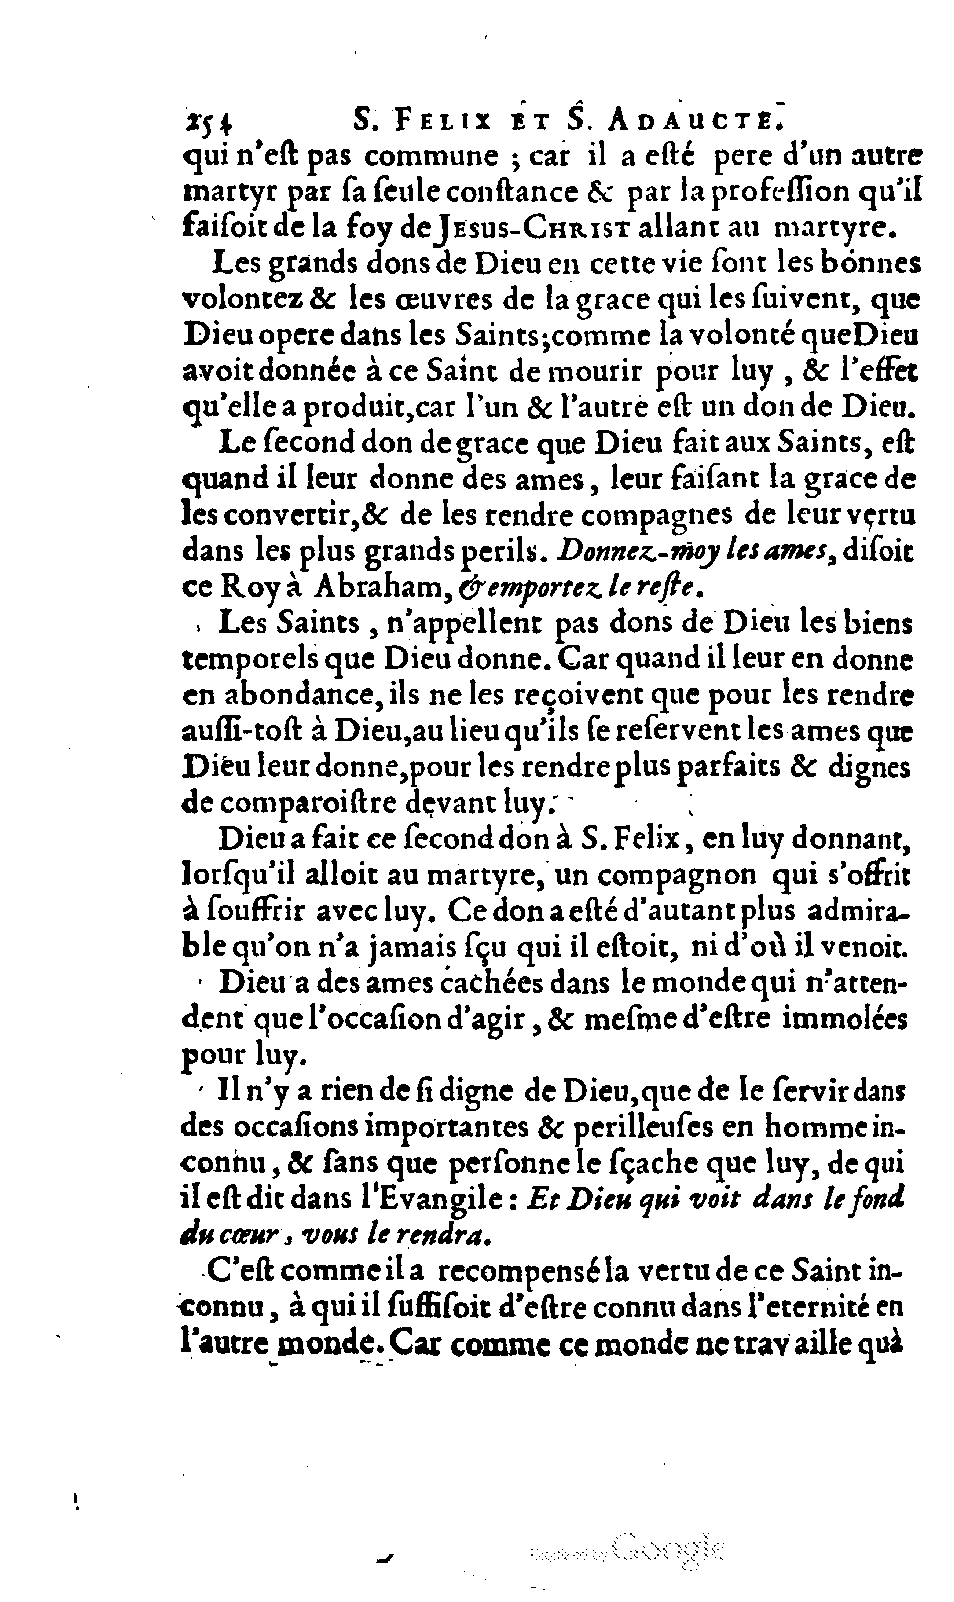 254 S. FELIX ET S. ADAUCTE.
qui n'eſt pas commune ; car il a eſté pere d'un autre
martyr par ſa ſeule conſtance & par la profeſſion qu'il
faiſoit de la foy de JESUS-CHRIST allant au martyre.
Les grands dons de Dieu en cette vie ſont les bonnes
volontez & les œuvres de la grace qui les ſuivent, que
Dieu opere dans les Saints; comme la volonté que Dieu
avoit donnée à ce Saint de mourir pour luy , & l'effet
qu'elle a produit, car l'un & l'autre eſt un don de Dieu.
Le ſecond don de grace que Dieu fait aux Saints, eſt
quand il leur donne des ames, leur faiſant la grace de
les convertir, & de les rendre compagnes de leur vertu
dans les plus grands perils. Donnez-moy les ames, diſoit
ce Roy à Abraham, & emportez le reſte.
Les Saints , n'appellent pas dons de Dieu les biens
temporels que Dieu donne. Car quand il leur en donne
en abondance, ils ne les reçoivent que pour les rendre
auſſi-toſt à Dieu, au lieu qu'ils ſe reſervent les ames que
Dieu leur donne, pour les rendre plus parfaits & dignes
de comparoiſtre devant luy.
Dieu a fait ce ſecond don à S. Felix, en luy donnant,
lorſqu'il alloit au martyre, un compagnon qui s'offrit
à ſouffrir avec luy. Ce don a eſté d'autant plus admira-
ble qu'on n'a jamais ſçu qui il eſtoit, ni d'où il venoit.
Dieu a des ames cachées dans le monde qui n'atten-
dent que l'occaſion d'agir , & meſme d'eſtre immolées
pour luy.
Il n'y a rien de ſi digne de Dieu, que de le ſervir dans
des occaſions importantes & perilleuſes en homme in-
connu, & ſans que perſonne le ſçache que luy, de qui
il eſt dit dans l'Evangile : Et Dieu qui voit dans le fond
du cœur, vous le rendra.
C'eſt comme il a recompensé la vertu de ce Saint in-
connu, à qui il ſuffiſoit d'eſtre connu dans l'eternité en
l'autre monde. Car comme ce monde ne travaille quà
Google